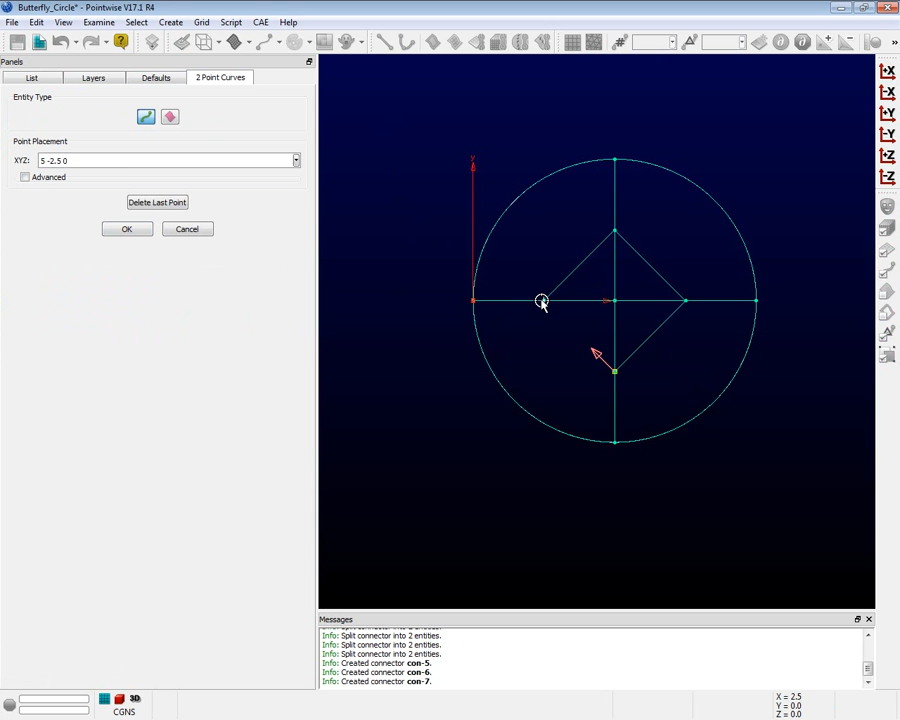 Butterfly_Circle* - Pointwise V17.1 R4
File Edit View Examine Select Create Grid Script CAE Help
»
Panels
List Layers Defaults 2 Point Curves
Entity Type
Point Placement
XYZ: 5 -2.5 0
Advanced
Delete Last Point
OK Cancel
y
+X
-X
+Y
-Y
+Z
-Z
Messages
Info: Split connector into 2 entities.
Info: Split connector into 2 entities.
Info: Split connector into 2 entities.
Info: Created connector con-5.
Info: Created connector con-6.
Info: Created connector con-7.
3D
CGNS
X = 2.5
Y = 0.0
Z = 0.0